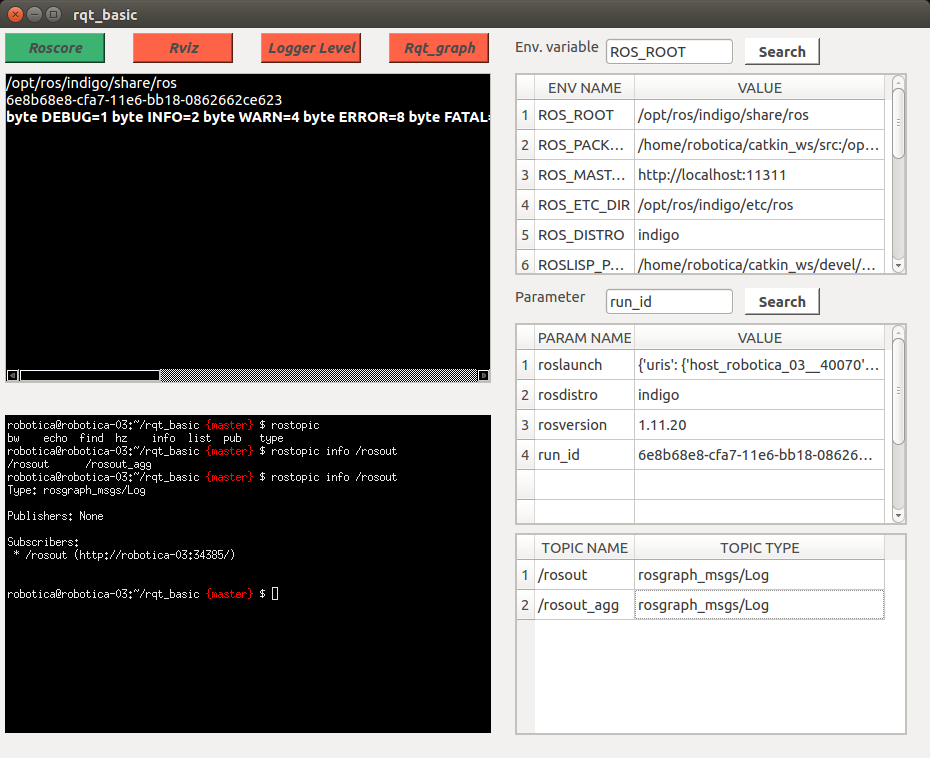 rqt_basic
Roscore Rviz Logger Level Rqt_graph
/opt/ros/indigo/share/ros
6e8b68e8-cfa7-11e6-bb18-0862662ce623
byte DEBUG=1 byte INFO=2 byte WARN=4 byte ERROR=8 byte FATAL=
robotica@robotica-03:~/rqt_basic {master} $ rostopic
bw echo find hz info list pub type
robotica@robotica-03:~/rqt_basic {master} $ rostopic info /rosout
/rosout /rosout_agg
robotica@robotica-03:~/rqt_basic {master} $ rostopic info /rosout
Type: rosgraph_msgs/Log
Publishers: None
Subscribers:
* /rosout (http://robotica-03:34385/)
robotica@robotica-03:~/rqt_basic {master} $
Env. variable ROS_ROOT Search
ENV NAME VALUE
1 ROS_ROOT /opt/ros/indigo/share/ros
2 ROS_PACK... /home/robotica/catkin_ws/src:/op...
3 ROS_MAST... http://localhost:11311
4 ROS_ETC_DIR /opt/ros/indigo/etc/ros
5 ROS_DISTRO indigo
6 ROSLISP_P... /home/robotica/catkin_ws/devel/...
Parameter run_id Search
PARAM NAME VALUE
1 roslaunch {'uris': {'host_robotica_03__40070'...
2 rosdistro indigo
3 rosversion 1.11.20
4 run_id 6e8b68e8-cfa7-11e6-bb18-08626...
TOPIC NAME TOPIC TYPE
1 /rosout rosgraph_msgs/Log
2 /rosout_agg rosgraph_msgs/Log